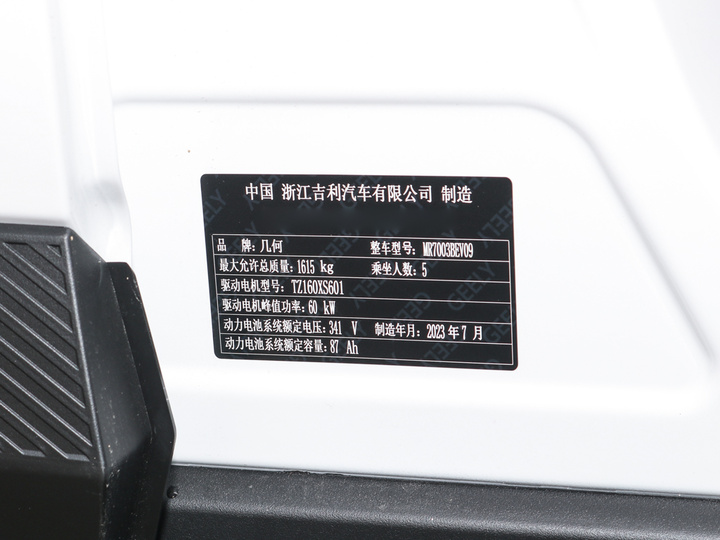 中国 浙江吉利汽车有限公司 制造
品 牌:几何 整车型号: MR7003BEV09
最大允许总质量:1615 kg 乘坐人数:5
驱动电机型号:TZ160XS601
驱动电机峰值功率:60 kW
动力电池系统额定电压:341 V 制造年月:2023年7月
动力电池系统额定容量:87 Ah